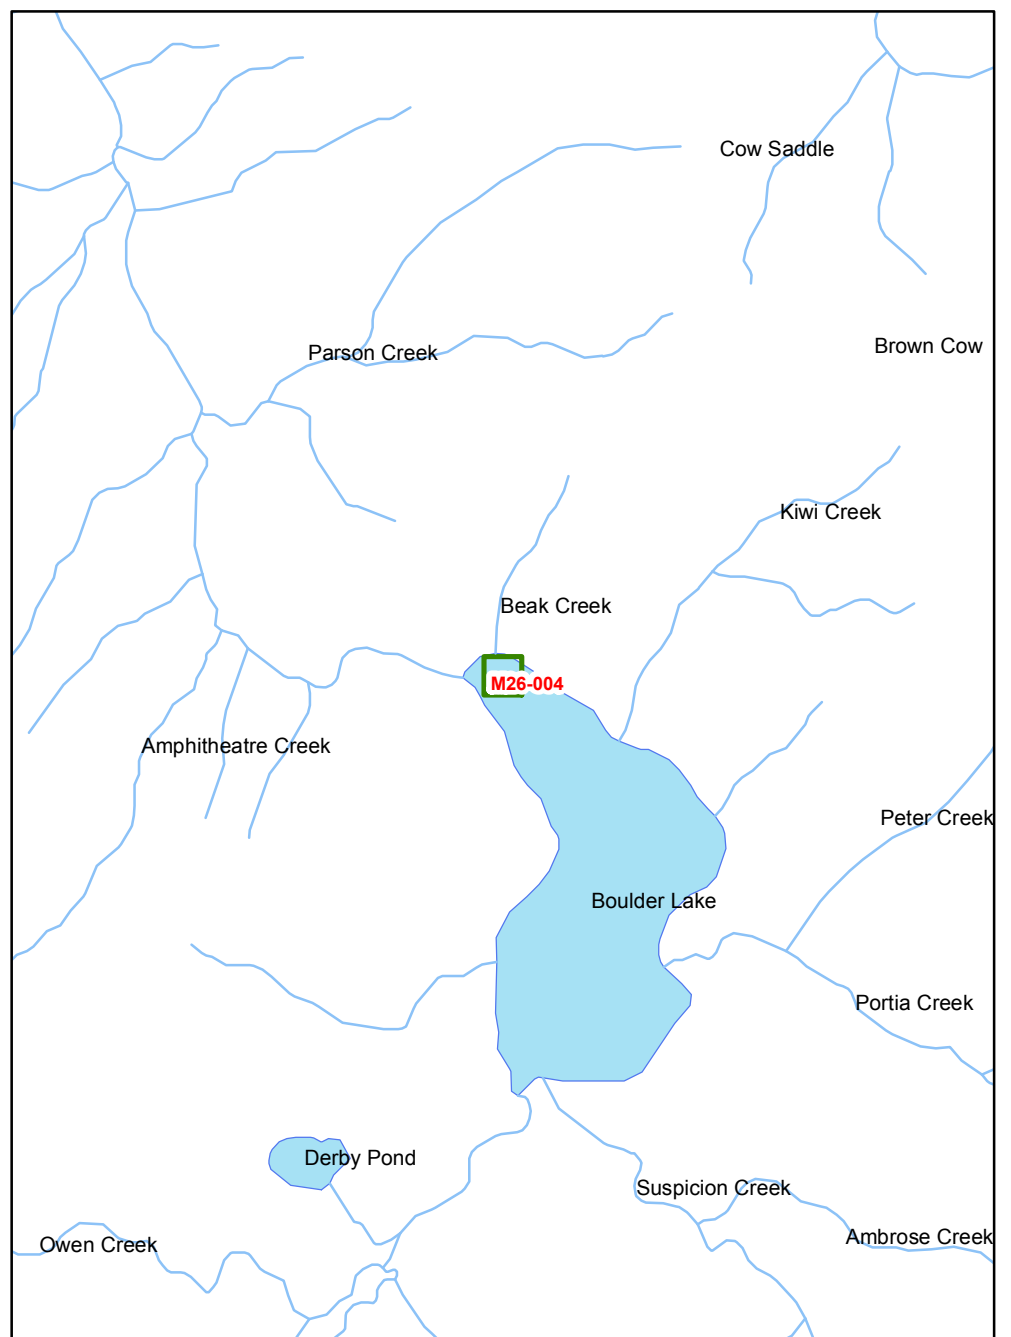 Cow Saddle
Brown Cow
Parson Creek
Kiwi Creek
Beak Creek
M26-004
Amphitheatre Creek
Peter Creek
Boulder Lake
Portia Creek
Derby Pond
Suspicion Creek
Ambrose Creek
Owen Creek